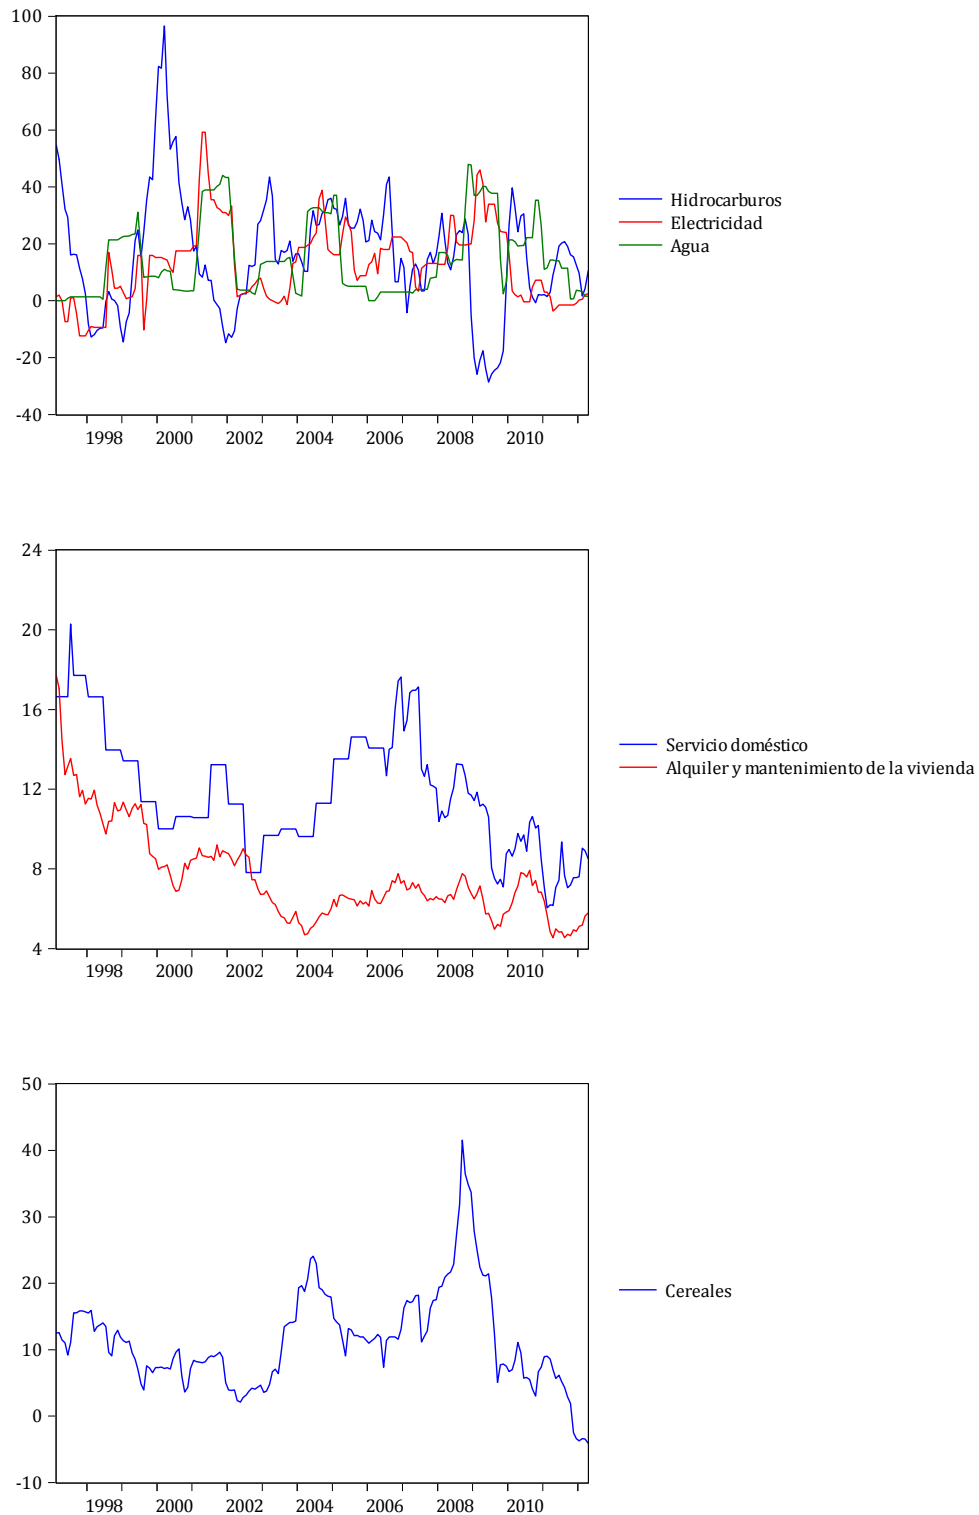 100
80
60
40
20
0
-20
-40
1998 2000 2002 2004 2006 2008 2010
Hidrocarburos
Electricidad
Agua
24
20
16
12
8
4
1998 2000 2002 2004 2006 2008 2010
Servicio doméstico
Alquiler y mantenimiento de la vivienda
50
40
30
20
10
0
-10
1998 2000 2002 2004 2006 2008 2010
Cereales